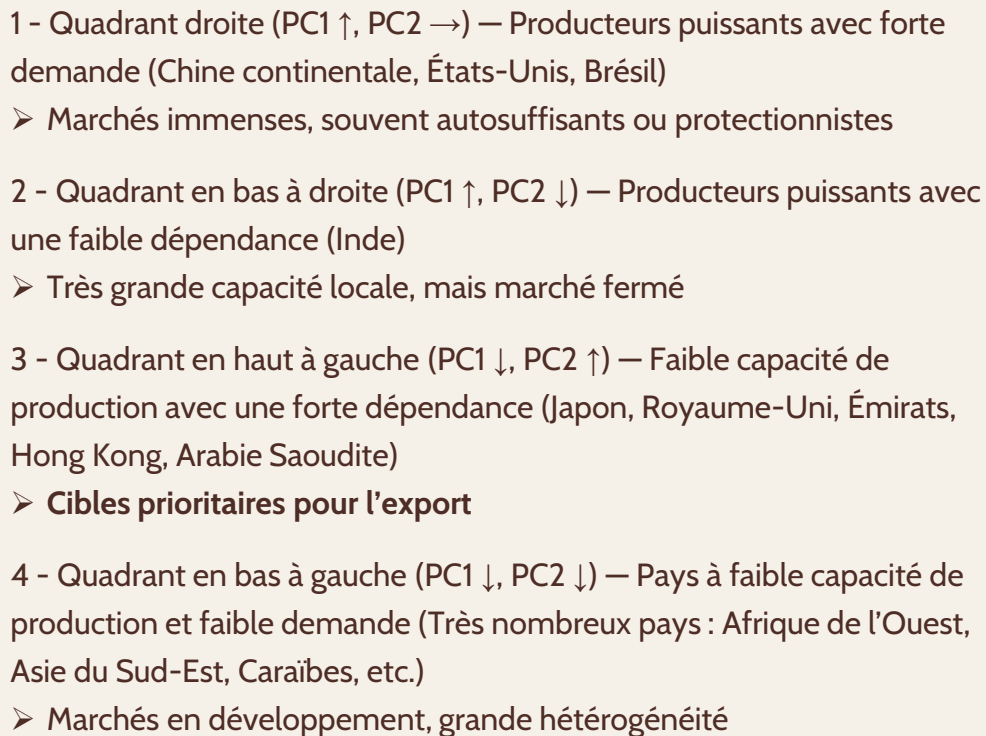 1 - Quadrant droite (PC1 ↑, PC2 →) — Producteurs puissants avec forte
demande (Chine continentale, États-Unis, Brésil)
➢ Marchés immenses, souvent autosuffisants ou protectionnistes
2 - Quadrant en bas à droite (PC1 ↑, PC2 ↓) — Producteurs puissants avec
une faible dépendance (Inde)
➢ Très grande capacité locale, mais marché fermé
3 - Quadrant en haut à gauche (PC1 ↓, PC2 ↑) — Faible capacité de
production avec une forte dépendance (Japon, Royaume-Uni, Émirats,
Hong Kong, Arabie Saoudite)
➢ Cibles prioritaires pour l’export
4 - Quadrant en bas à gauche (PC1 ↓, PC2 ↓) — Pays à faible capacité de
production et faible demande (Très nombreux pays : Afrique de l’Ouest,
Asie du Sud-Est, Caraïbes, etc.)
➢ Marchés en développement, grande hétérogénéité